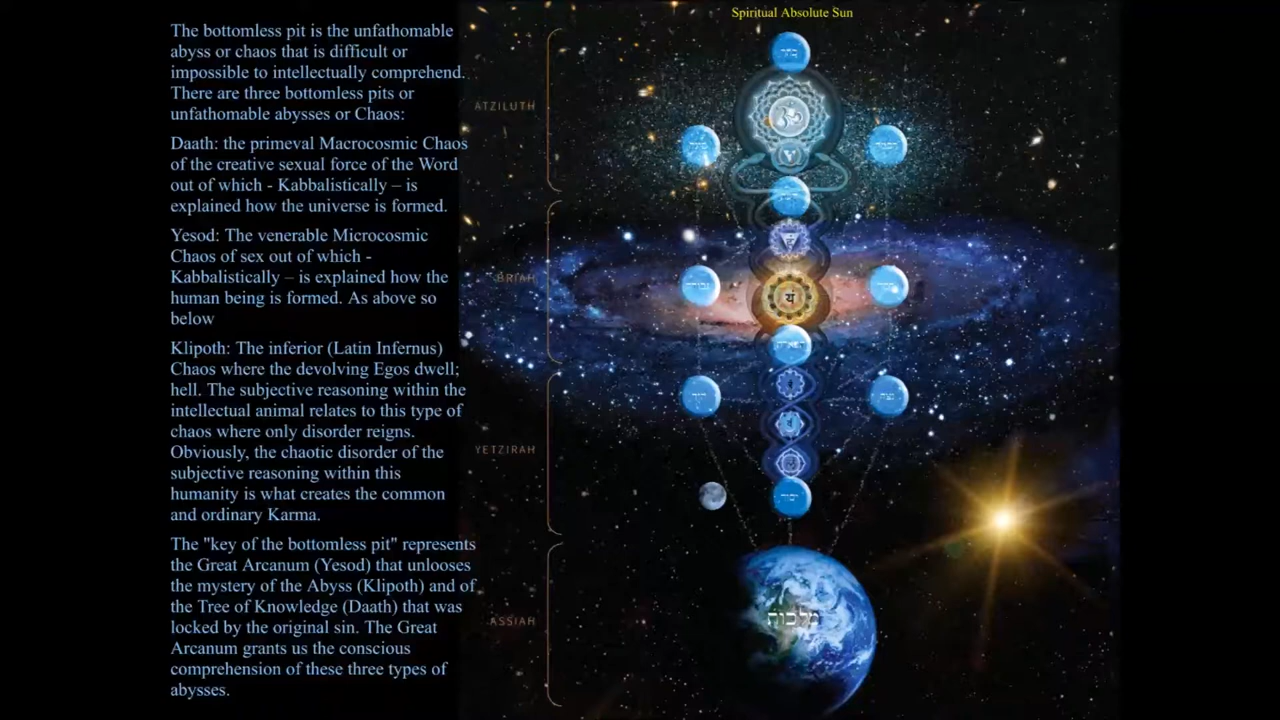 Spiritual Absolute Sun
The bottomless pit is the unfathomable
abyss or chaos that is difficult or
impossible to intellectually comprehend.
There are three bottomless pits or
unfathomable abysses or Chaos:
Daath: the primeval Macrocosmic Chaos
of the creative sexual force of the Word
out of which - Kabbalistically – is
explained how the universe is formed.
Yesod: The venerable Microcosmic
Chaos of sex out of which -
Kabbalistically – is explained how the
human being is formed. As above so
below
Klipoth: The inferior (Latin Infernus)
Chaos where the devolving Egos dwell;
hell. The subjective reasoning within the
intellectual animal relates to this type of
chaos where only disorder reigns.
Obviously, the chaotic disorder of the
subjective reasoning within this
humanity is what creates the common
and ordinary Karma.
The "key of the bottomless pit" represents
the Great Arcanum (Yesod) that unlooses
the mystery of the Abyss (Klipoth) and of
the Tree of Knowledge (Daath) that was
locked by the original sin. The Great
Arcanum grants us the conscious
comprehension of these three types of
abysses.
ATZILUTH
BRIAH
YETZIRAH
ASSIAH
य
מלכות